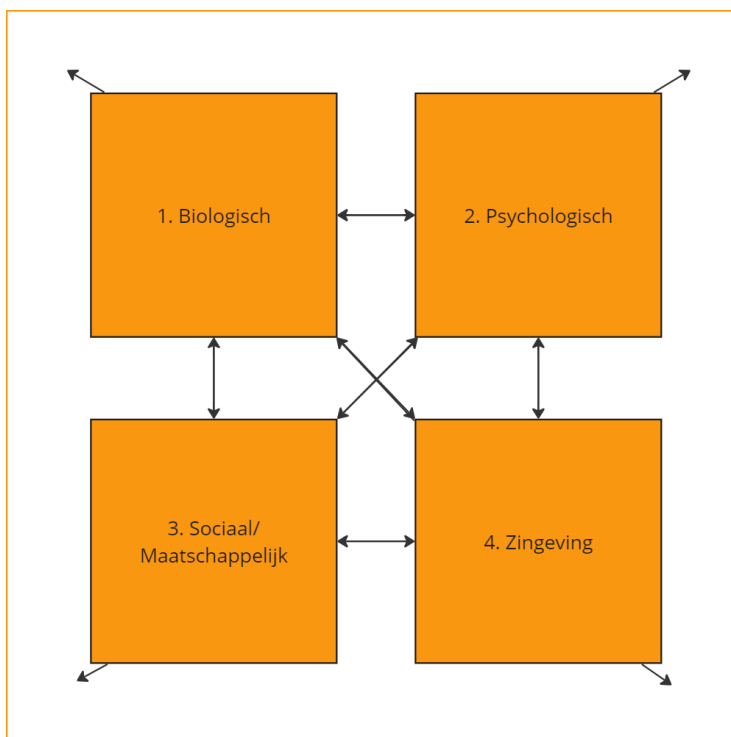 1. Biologisch
2. Psychologisch
3. Sociaal/
Maatschappelijk
4. Zingeving